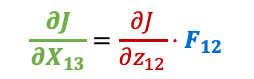 ∂J/∂X₁₃ = ∂J/∂z₁₂ · F₁₂